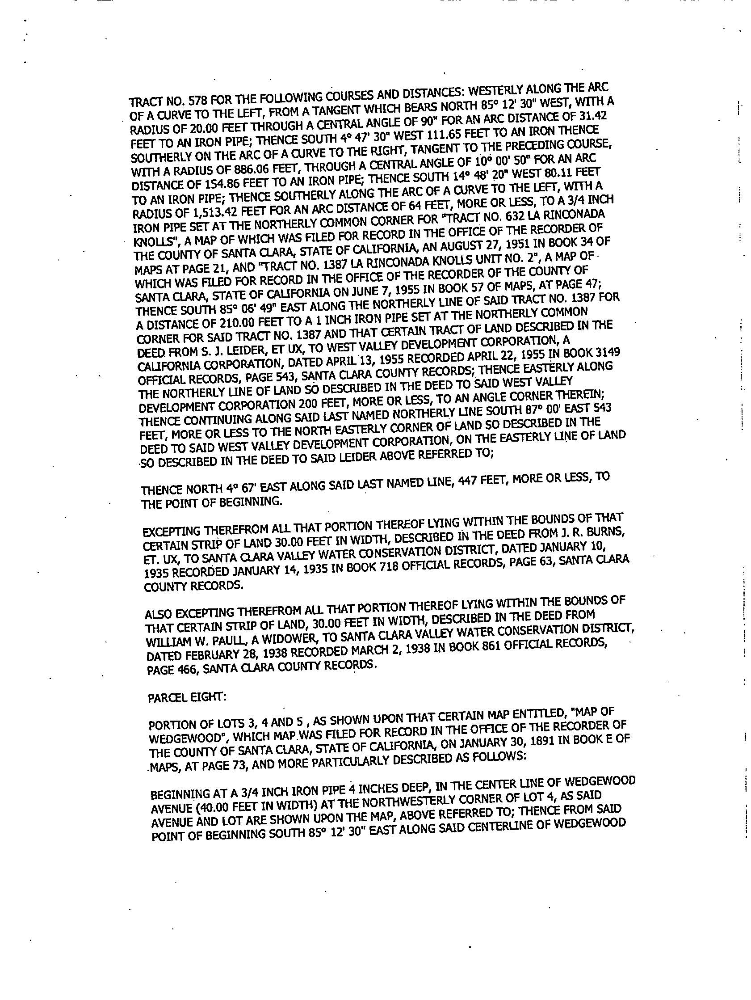 TRACT NO. 578 FOR THE FOLLOWING COURSES AND DISTANCES: WESTERLY ALONG THE ARC
OF A CURVE TO THE LEFT, FROM A TANGENT WHICH BEARS NORTH 85º 12' 30" WEST, WITH A
RADIUS OF 20.00 FEET THROUGH A CENTRAL ANGLE OF 90" FOR AN ARC DISTANCE OF 31.42
FEET TO AN IRON PIPE; THENCE SOUTH 4º 47' 30" WEST 111.65 FEET TO AN IRON THENCE
SOUTHERLY ON THE ARC OF A CURVE TO THE RIGHT, TANGENT TO THE PRECEDING COURSE,
WITH A RADIUS OF 886.06 FEET, THROUGH A CENTRAL ANGLE OF 10º 00' 50" FOR AN ARC
DISTANCE OF 154.86 FEET TO AN IRON PIPE; THENCE SOUTH 14º 48' 20" WEST 80.11 FEET
TO AN IRON PIPE; THENCE SOUTHERLY ALONG THE ARC OF A CURVE TO THE LEFT, WITH A
RADIUS OF 1,513.42 FEET FOR AN ARC DISTANCE OF 64 FEET, MORE OR LESS, TO A 3/4 INCH
IRON PIPE SET AT THE NORTHERLY COMMON CORNER FOR "TRACT NO. 632 LA RINCONADA
KNOLLS", A MAP OF WHICH WAS FILED FOR RECORD IN THE OFFICE OF THE RECORDER OF
THE COUNTY OF SANTA CLARA, STATE OF CALIFORNIA, AN AUGUST 27, 1951 IN BOOK 34 OF
MAPS AT PAGE 21, AND "TRACT NO. 1387 LA RINCONADA KNOLLS UNIT NO. 2", A MAP OF
WHICH WAS FILED FOR RECORD IN THE OFFICE OF THE RECORDER OF THE COUNTY OF
SANTA CLARA, STATE OF CALIFORNIA ON JUNE 7, 1955 IN BOOK 57 OF MAPS, AT PAGE 47;
THENCE SOUTH 85º 06' 49" EAST ALONG THE NORTHERLY LINE OF SAID TRACT NO. 1387 FOR
A DISTANCE OF 210.00 FEET TO A 1 INCH IRON PIPE SET AT THE NORTHERLY COMMON
CORNER FOR SAID TRACT NO. 1387 AND THAT CERTAIN TRACT OF LAND DESCRIBED IN THE
DEED FROM S. J. LEIDER, ET UX, TO WEST VALLEY DEVELOPMENT CORPORATION, A
CALIFORNIA CORPORATION, DATED APRIL 13, 1955 RECORDED APRIL 22, 1955 IN BOOK 3149
OFFICIAL RECORDS, PAGE 543, SANTA CLARA COUNTY RECORDS; THENCE EASTERLY ALONG
THE NORTHERLY LINE OF LAND SO DESCRIBED IN THE DEED TO SAID WEST VALLEY
DEVELOPMENT CORPORATION 200 FEET, MORE OR LESS, TO AN ANGLE CORNER THEREIN;
THENCE CONTINUING ALONG SAID LAST NAMED NORTHERLY LINE SOUTH 87º 00' EAST 543
FEET, MORE OR LESS TO THE NORTH EASTERLY CORNER OF LAND SO DESCRIBED IN THE
DEED TO SAID WEST VALLEY DEVELOPMENT CORPORATION, ON THE EASTERLY LINE OF LAND
SO DESCRIBED IN THE DEED TO SAID LEIDER ABOVE REFERRED TO;
THENCE NORTH 4º 67' EAST ALONG SAID LAST NAMED LINE, 447 FEET, MORE OR LESS, TO
THE POINT OF BEGINNING.
EXCEPTING THEREFROM ALL THAT PORTION THEREOF LYING WITHIN THE BOUNDS OF THAT
CERTAIN STRIP OF LAND 30.00 FEET IN WIDTH, DESCRIBED IN THE DEED FROM J. R. BURNS,
ET. UX, TO SANTA CLARA VALLEY WATER CONSERVATION DISTRICT, DATED JANUARY 10,
1935 RECORDED JANUARY 14, 1935 IN BOOK 718 OFFICIAL RECORDS, PAGE 63, SANTA CLARA
COUNTY RECORDS.
ALSO EXCEPTING THEREFROM ALL THAT PORTION THEREOF LYING WITHIN THE BOUNDS OF
THAT CERTAIN STRIP OF LAND, 30.00 FEET IN WIDTH, DESCRIBED IN THE DEED FROM
WILLIAM W. PAULL, A WIDOWER, TO SANTA CLARA VALLEY WATER CONSERVATION DISTRICT,
DATED FEBRUARY 28, 1938 RECORDED MARCH 2, 1938 IN BOOK 861 OFFICIAL RECORDS,
PAGE 466, SANTA CLARA COUNTY RECORDS.
PARCEL EIGHT:
PORTION OF LOTS 3, 4 AND 5 , AS SHOWN UPON THAT CERTAIN MAP ENTITLED, "MAP OF
WEDGEWOOD", WHICH MAP WAS FILED FOR RECORD IN THE OFFICE OF THE RECORDER OF
THE COUNTY OF SANTA CLARA, STATE OF CALIFORNIA, ON JANUARY 30, 1891 IN BOOK E OF
MAPS, AT PAGE 73, AND MORE PARTICULARLY DESCRIBED AS FOLLOWS:
BEGINNING AT A 3/4 INCH IRON PIPE 4 INCHES DEEP, IN THE CENTER LINE OF WEDGEWOOD
AVENUE (40.00 FEET IN WIDTH) AT THE NORTHWESTERLY CORNER OF LOT 4, AS SAID
AVENUE AND LOT ARE SHOWN UPON THE MAP, ABOVE REFERRED TO; THENCE FROM SAID
POINT OF BEGINNING SOUTH 85º 12' 30" EAST ALONG SAID CENTERLINE OF WEDGEWOOD